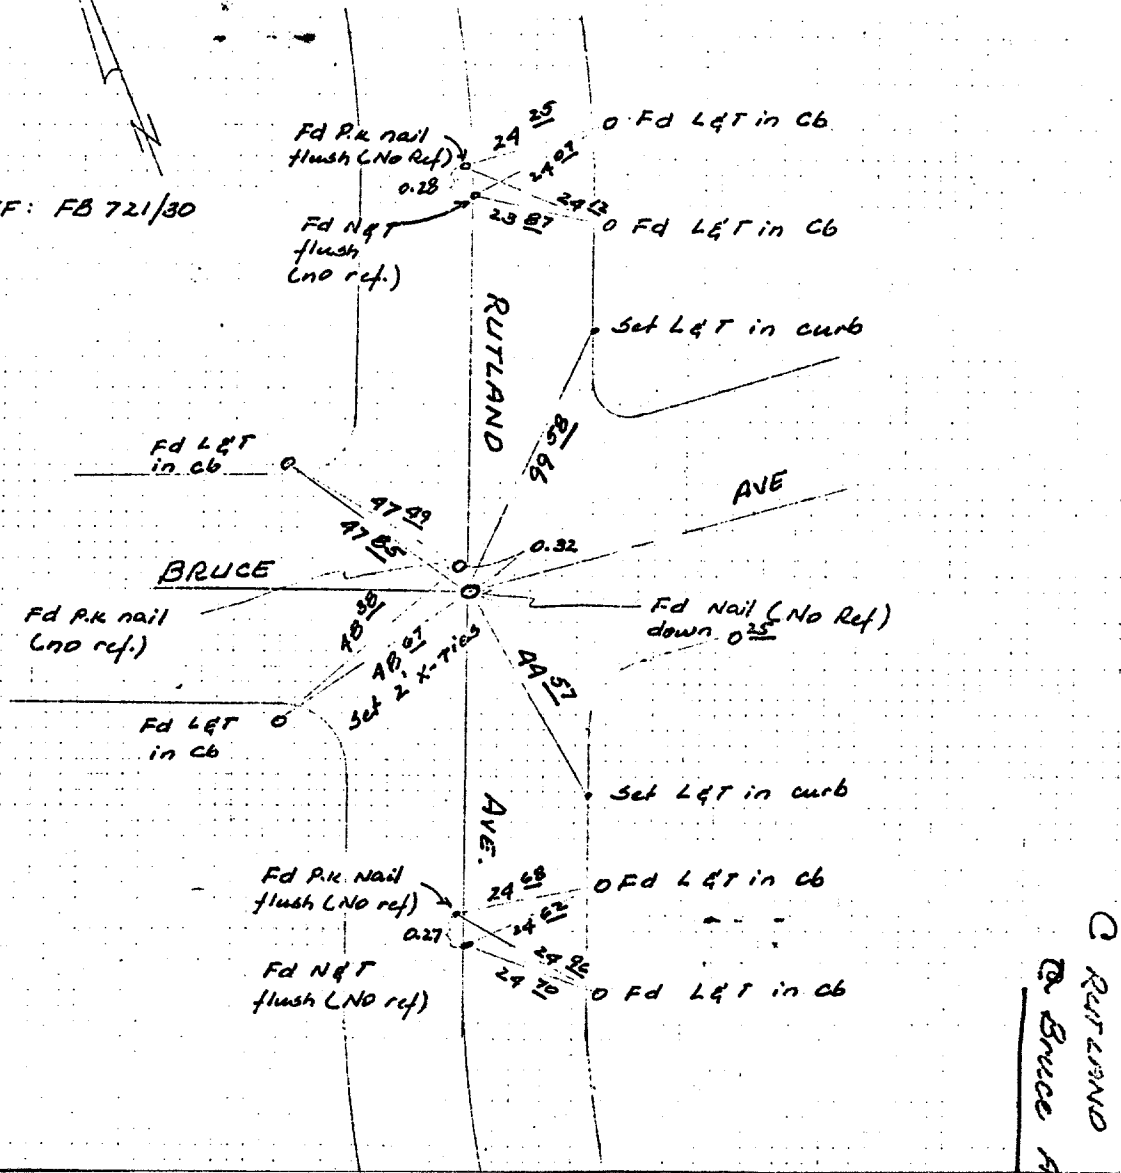 Fd P.K nail
flush (No Ref)
24 25
Fd L&T in Cb
24 07
0.28
24 12
F: FB 721/30
23 87
Fd L&T in Cb
Fd N&T
flush
(no ref.)
RUTLAND
Set L&T in curb
99 58
Fd L&T
in cb
47 49
47 85
AVE
0.32
BRUCE
Fd P.K nail
(no ref.)
48 38
48 67
Set 2' x-ties
Fd Nail (No Ref)
down 0 25
44 57
Fd L&T
in cb
Set L&T in curb
AVE.
Fd P.K. Nail
flush (No ref)
24 68
Fd L&T in cb
24 62
0.27
24 96
24 70
Fd N&T
flush (No ref)
Fd L&T in cb
C RUTLAND
@ Bruce A